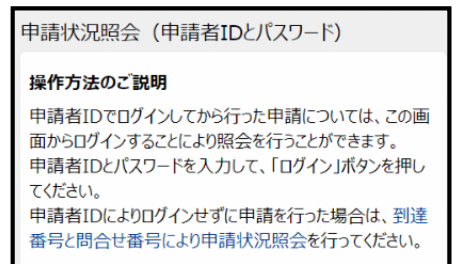 申請状況照会（申請者IDとパスワード）
操作方法のご説明
申請者IDでログインしてから行った申請については、この画
面からログインすることにより照会を行うことができます。
申請者IDとパスワードを入力して、「ログイン」ボタンを押し
てください。
申請者IDによりログインせずに申請を行った場合は、到達
番号と問合せ番号により申請状況照会を行ってください。